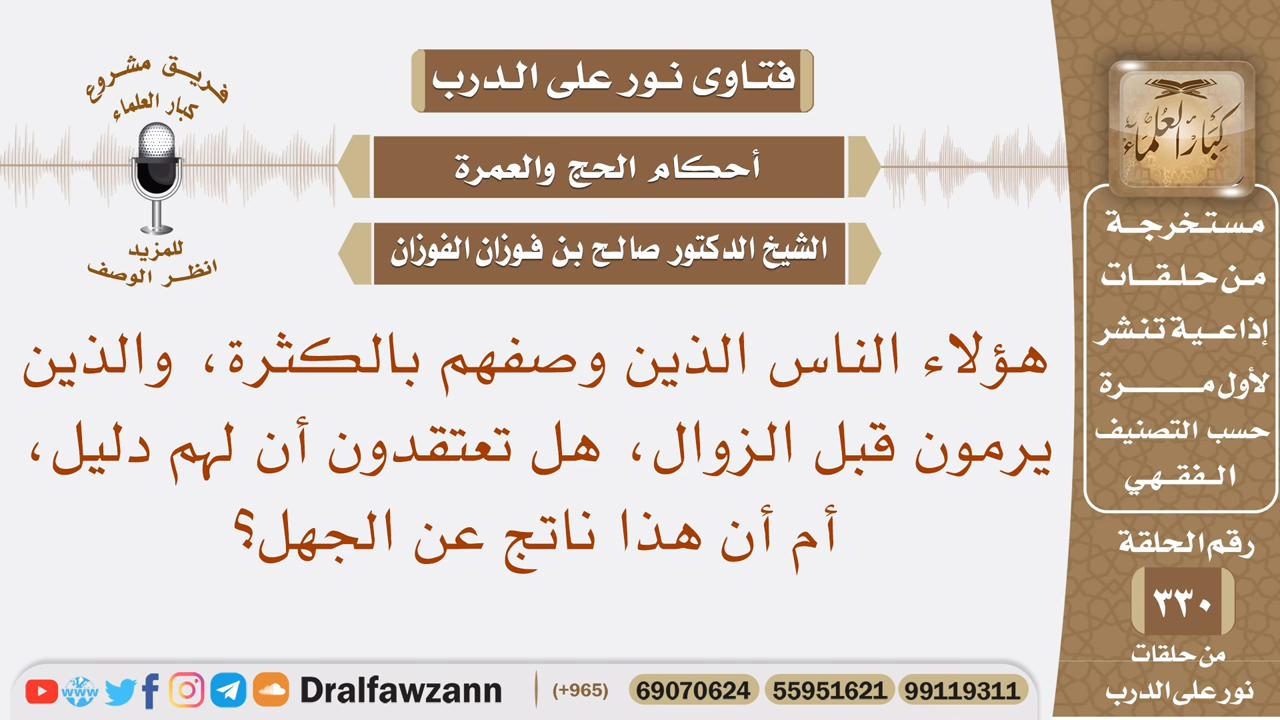 فريق مشروع
كبار العلماء
للمزيد
انظر الوصف
فتاوى نور على الدرب
أحكام الحج والعمرة
الشيخ الدكتور صالح بن فوزان الفوزان
هؤلاء الناس الذين وصفهم بالكثرة، والذين
يرمون قبل الزوال، هل تعتقدون أن لهم دليل،
أم أن هذا ناتج عن الجهل؟
كبار العلماء
مستخرجة
من حلقات
إذاعية تنشر
لأول مرة
حسب التصنيف
الفقهي
رقم الحلقة
٣٣٠
من حلقات
نور على الدرب
www
Dralfawzann
(+965)
69070624
55951621
99119311